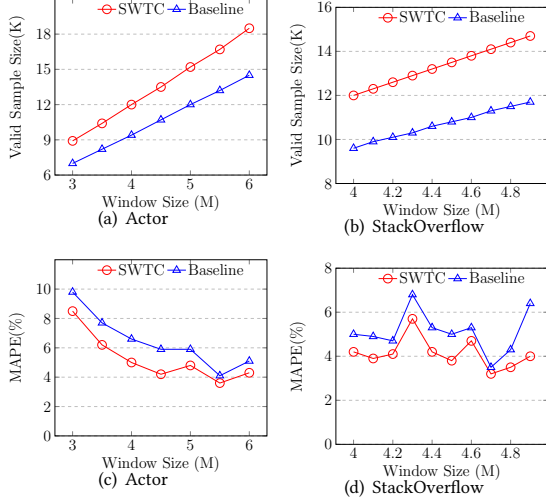 SWTC Baseline
Valid Sample Size(K)
18
15
12
9
6
3 4 5 6
Window Size (M)
(a) Actor
SWTC Baseline
Valid Sample Size(K)
16
14
12
10
8
4 4.2 4.4 4.6 4.8
Window Size (M)
(b) StackOverflow
SWTC Baseline
MAPE(%)
10
8
6
4
2
0
3 4 5 6
Window Size (M)
(c) Actor
SWTC Baseline
MAPE(%)
8
6
4
2
0
4 4.2 4.4 4.6 4.8
Window Size (M)
(d) StackOverflow